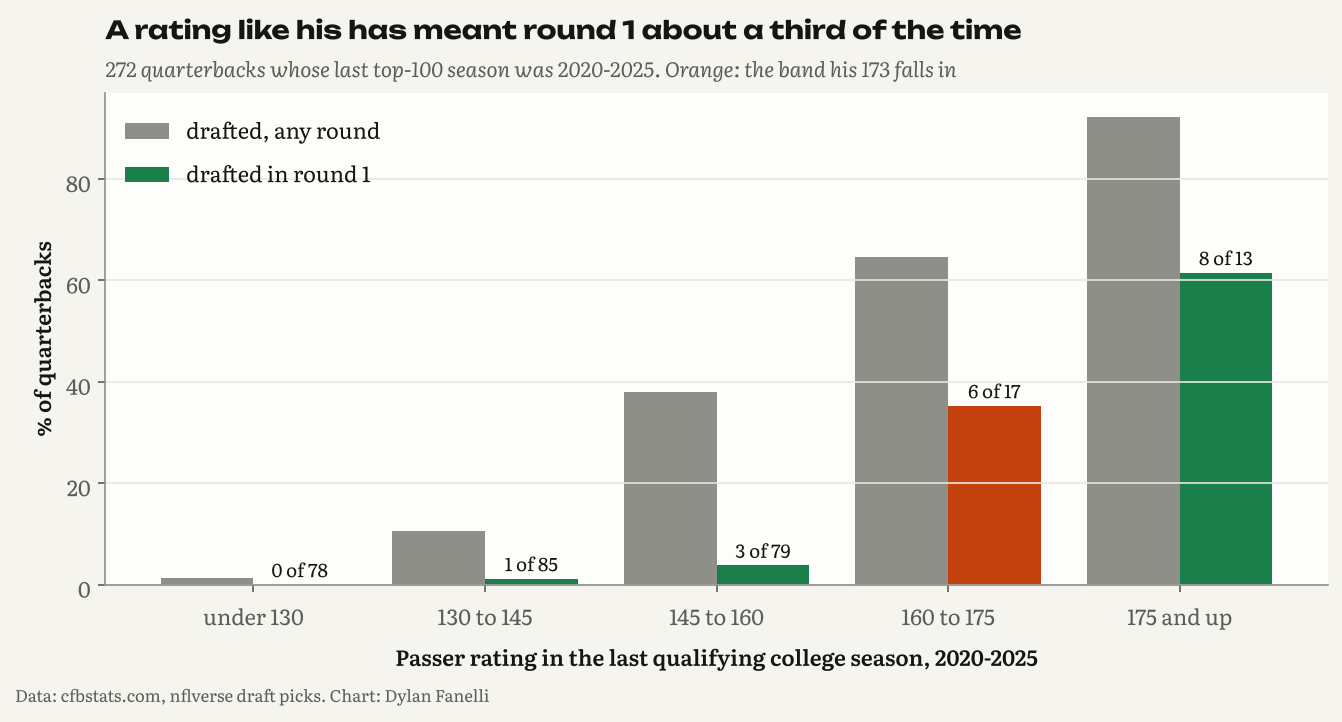 A rating like his has meant round 1 about a third of the time
272 quarterbacks whose last top-100 season was 2020-2025. Orange: the band his 173 falls in
drafted, any round
drafted in round 1
% of quarterbacks
80
60
40
20
0
0 of 78
1 of 85
3 of 79
6 of 17
8 of 13
under 130
130 to 145
145 to 160
160 to 175
175 and up
Passer rating in the last qualifying college season, 2020-2025
Data: cfbstats.com, nflverse draft picks. Chart: Dylan Fanelli